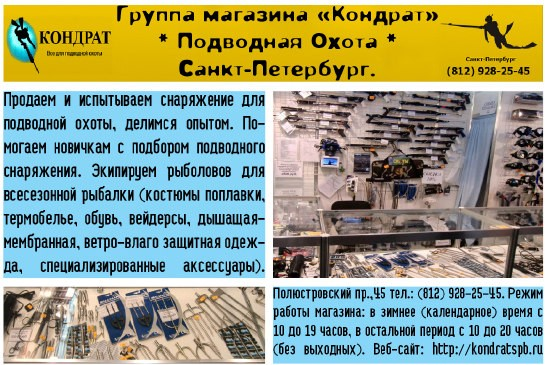 КОНДРАТ
Все для подводной охоты
Группа магазина «Кондрат»
* Подводная Охота *
Санкт-Петербург.
Санкт-Петербург
(812) 928-25-45
Продаем и испытываем снаряжение для
подводной охоты, делимся опытом. По-
могаем новичкам с подбором подводного
снаряжения. Экипируем рыболовов для
всесезонной рыбалки (костюмы поплавки,
термобелье, обувь, вейдерсы, дышащая-
мембранная, ветро-влаго защитная одеж-
да, специализированные аксессуары).
Полюстровский пр.,45 тел.: (812) 928-25-45. Режим
работы магазина: в зимнее (календарное) время с
10 до 19 часов, в остальной период с 10 до 20 часов
(без выходных). Веб-сайт: http://kondratspb.ru